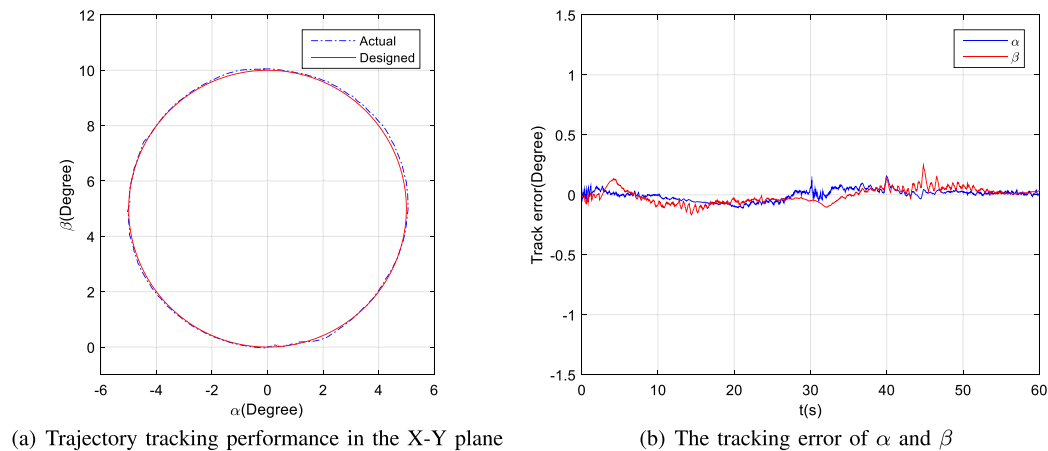 12
10
8
6
4
2
0
β(Degree)
-6 -4 -2 0 2 4 6
α(Degree)
Actual
Designed
(a) Trajectory tracking performance in the X-Y plane
1.5
1
0.5
0
-0.5
-1
-1.5
Track error(Degree)
0 10 20 30 40 50 60
t(s)
α
β
(b) The tracking error of α and β